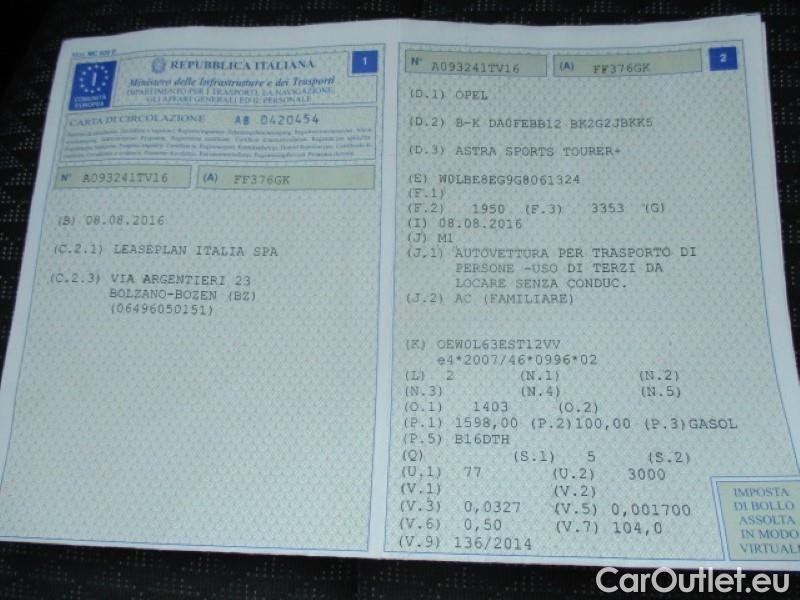 Mod. MC 820 F
I
COMUNITÀ
EUROPEA
REPUBBLICA ITALIANA
1
Ministero delle Infrastrutture e dei Trasporti
DIPARTIMENTO PER I TRASPORTI, LA NAVIGAZIONE,
GLI AFFARI GENERALI ED IL PERSONALE
CARTA DI CIRCOLAZIONE AB 0420454
N° A093241TV16 (A) FF376GK
(B) 08.08.2016
(C.2.1) LEASEPLAN ITALIA SPA
(C.2.3) VIA ARGENTIERI 23
BOLZANO-BOZEN (BZ)
(06496050151)
N° A093241TV16 (A) FF376GK
2
(D.1) OPEL
(D.2) B-K DA0FEBB12 BK2G2JBKK5
(D.3) ASTRA SPORTS TOURER+
(E) W0LBE8EG9G8061324
(F.1)
(F.2) 1950 (F.3) 3353 (G)
(I) 08.08.2016
(J) M1
(J.1) AUTOVETTURA PER TRASPORTO DI
PERSONE -USO DI TERZI DA
LOCARE SENZA CONDUC.
(J.2) AC (FAMILIARE)
(K) OEW0L63EST12VV
e4*2007/46*0996*02
(L) 2 (N.1) (N.2)
(N.3) (N.4) (N.5)
(O.1) 1403 (O.2)
(P.1) 1598,00 (P.2)100,00 (P.3)GASOL
(P.5) B16DTH
(Q) (S.1) 5 (S.2)
(U.1) 77 (U.2) 3000
(V.1) (V.2)
(V.3) 0,0327 (V.5) 0,001700
(V.6) 0,50 (V.7) 104,0
(V.9) 136/2014
IMPOSTA
DI BOLLO
ASSOLTA
IN MODO
VIRTUALE
CarOutlet.eu